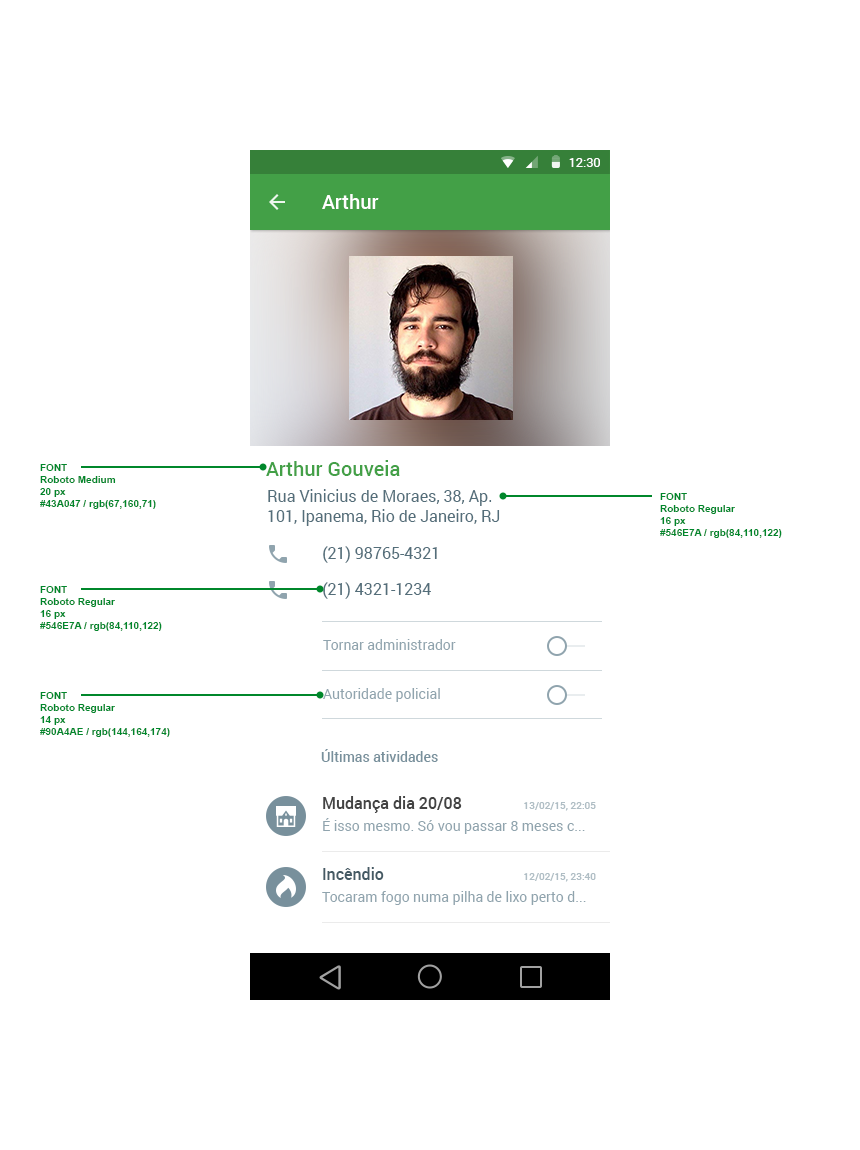 12:30
Arthur
FONT
Roboto Medium
20 px
#43A047 / rgb(67,160,71)
Arthur Gouveia
Rua Vinicius de Moraes, 38, Ap.
101, Ipanema, Rio de Janeiro, RJ
FONT
Roboto Regular
16 px
#546E7A / rgb(84,110,122)
(21) 98765-4321
FONT
Roboto Regular
16 px
#546E7A / rgb(84,110,122)
(21) 4321-1234
Tornar administrador
FONT
Roboto Regular
14 px
#90A4AE / rgb(144,164,174)
Autoridade policial
Últimas atividades
Mudança dia 20/08 13/02/15, 22:05
É isso mesmo. Só vou passar 8 meses c...
Incêndio 12/02/15, 23:40
Tocaram fogo numa pilha de lixo perto d...